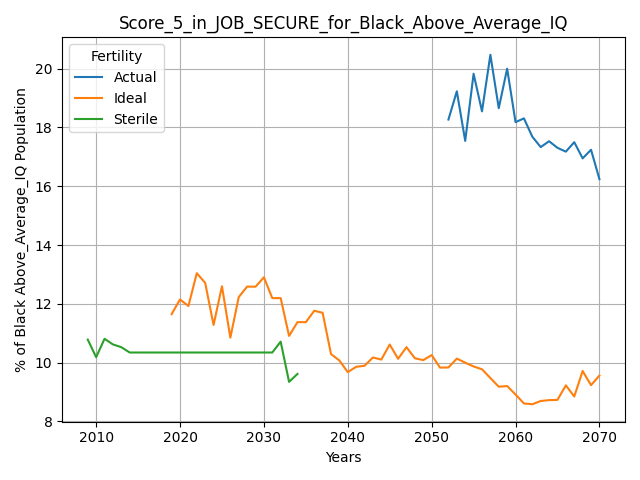 Score_5_in_JOB_SECURE_for_Black_Above_Average_IQ
Fertility
Actual
Ideal
Sterile
% of Black Above_Average_IQ Population
20
18
16
14
12
10
8
2010 2020 2030 2040 2050 2060 2070
Years